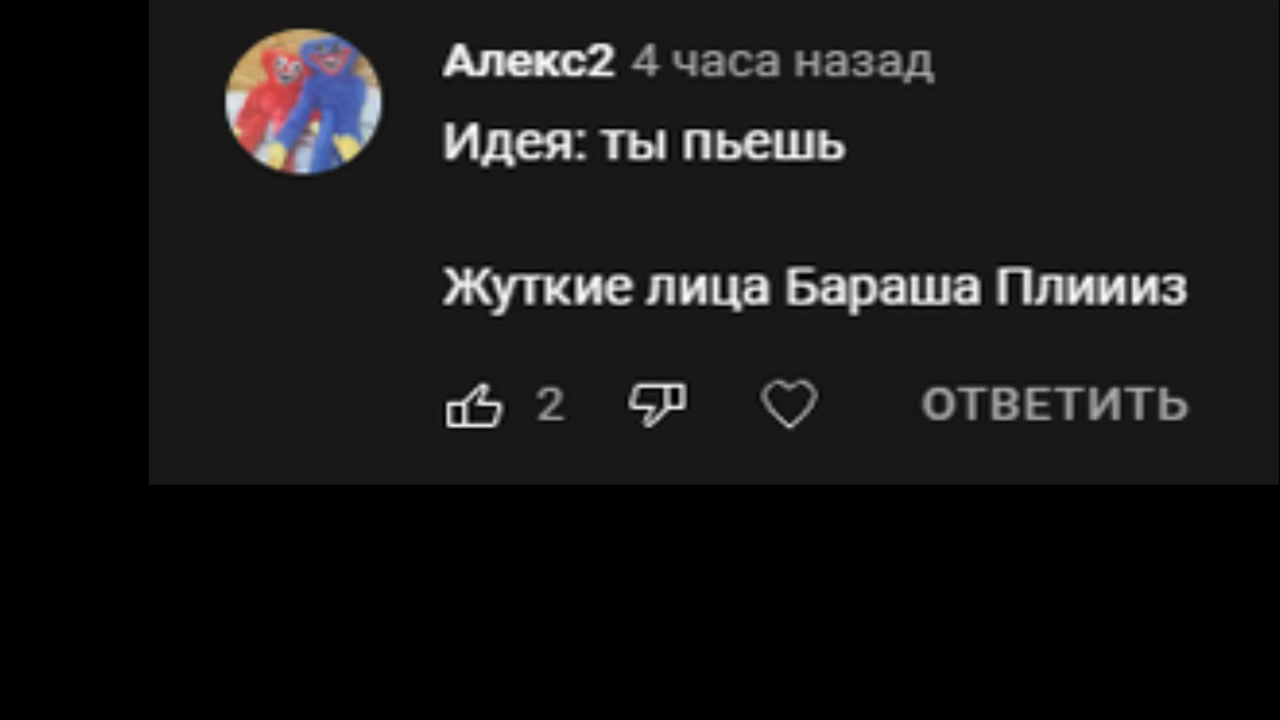 Алекс2 4 часа назад
Идея: ты пьешь
Жуткие лица Бараша Плиииз
2 ОТВЕТИТЬ